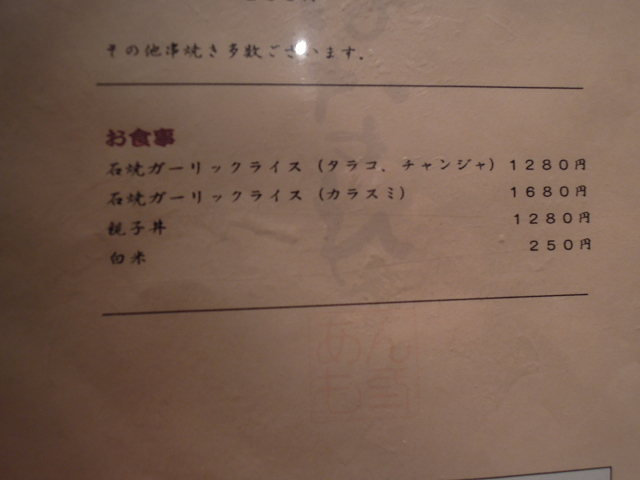 その他串焼き多数ございます.
お食事
石焼ガーリックライス (タラコ、チャンジャ) 1280円
石焼ガーリックライス (カラスミ) 1680円
親子丼 1280円
白米 250円